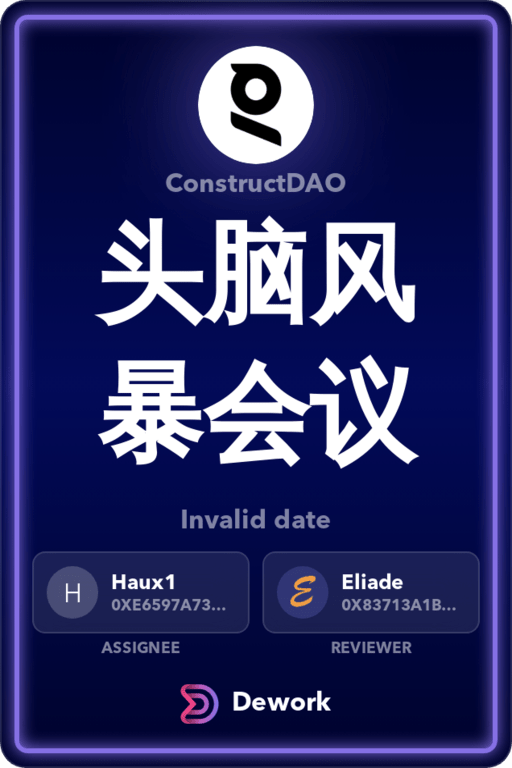 ConstructDAO
头脑风
暴会议
Invalid date
H
Haux1
0XE6597A73...
E
Eliade
0X83713A1B...
ASSIGNEE
REVIEWER
Dework